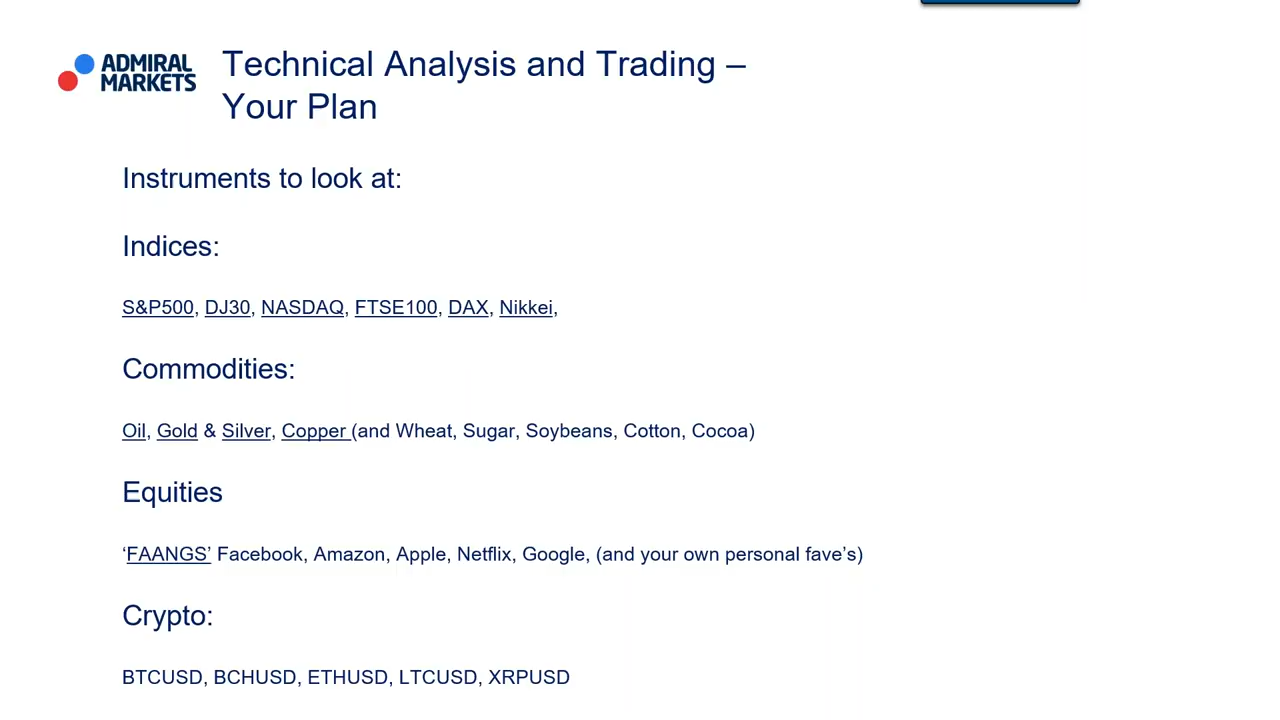 ADMIRAL
MARKETS
Technical Analysis and Trading –
Your Plan
Instruments to look at:
Indices:
S&P500, DJ30, NASDAQ, FTSE100, DAX, Nikkei,
Commodities:
Oil, Gold & Silver, Copper (and Wheat, Sugar, Soybeans, Cotton, Cocoa)
Equities
‘FAANGS’ Facebook, Amazon, Apple, Netflix, Google, (and your own personal fave’s)
Crypto:
BTCUSD, BCHUSD, ETHUSD, LTCUSD, XRPUSD